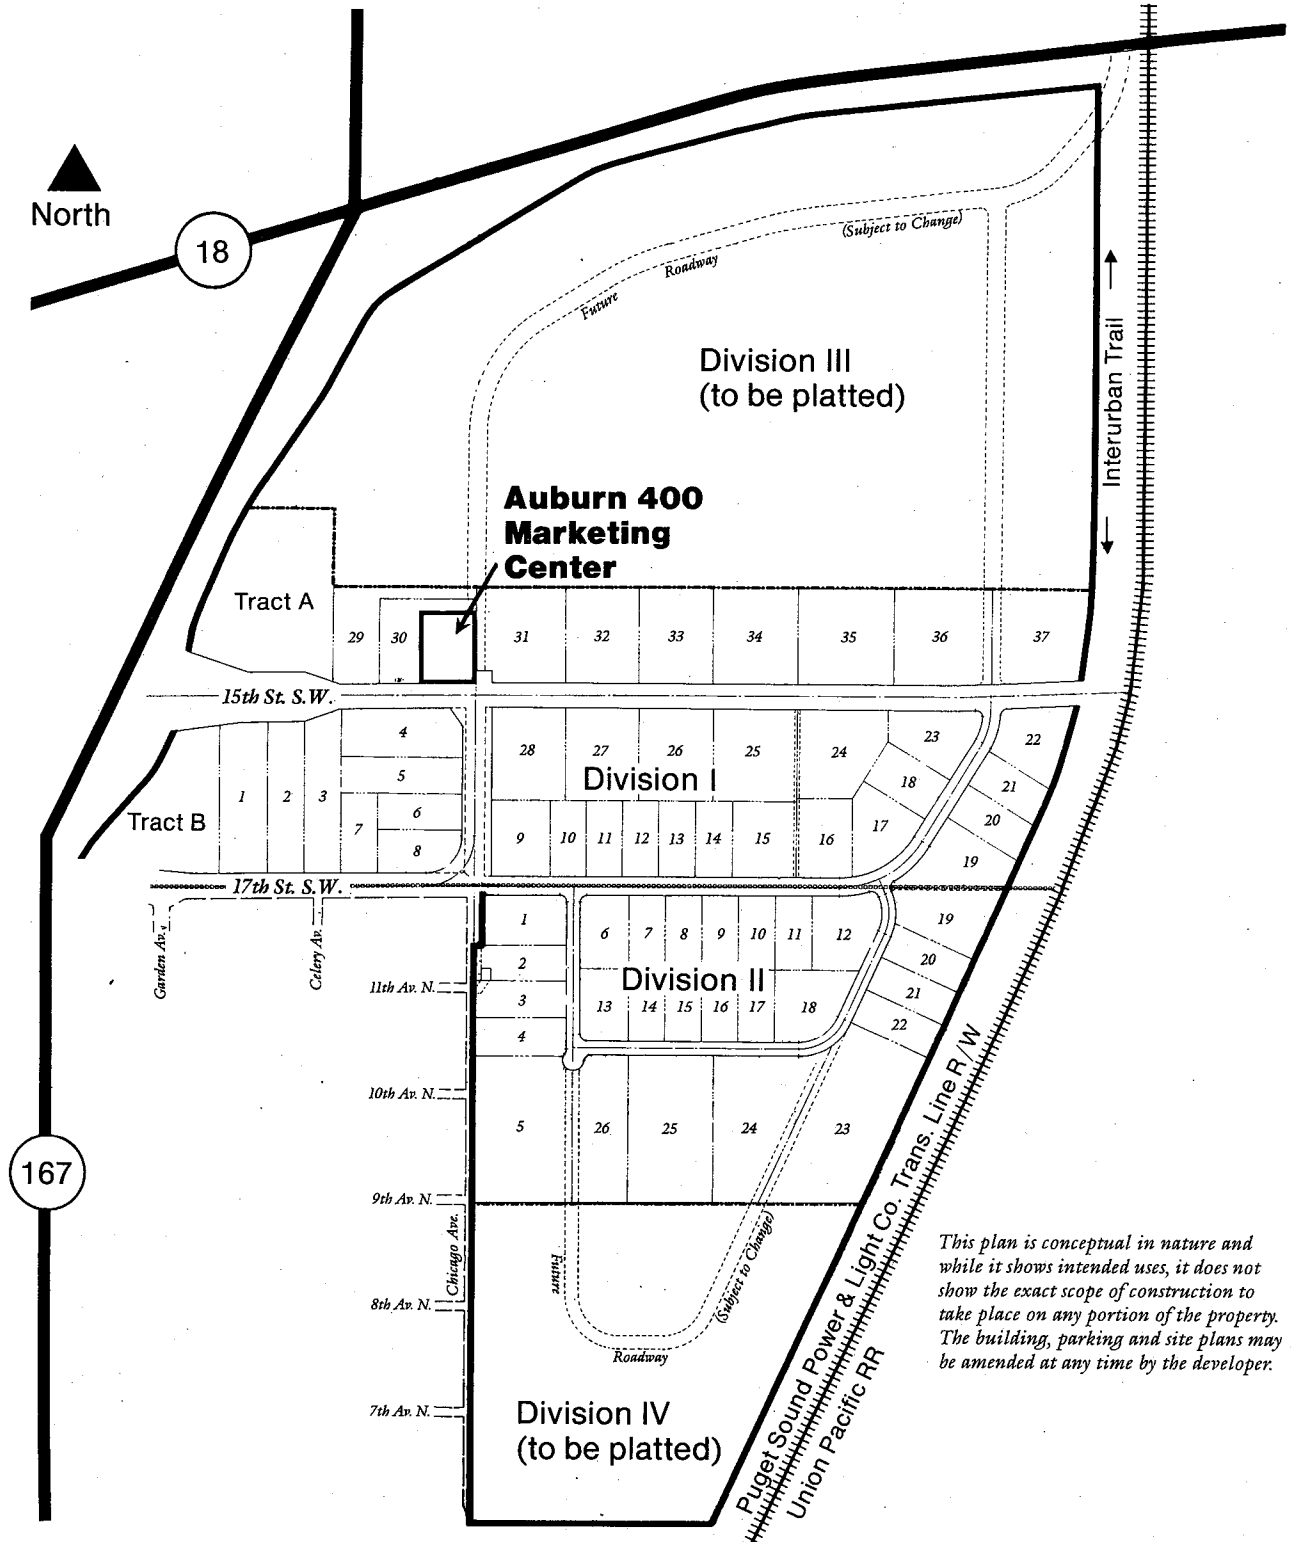 North
18
(Subject to Change)
Roadway
Future
Division III
(to be platted)
Interurban Trail
Auburn 400
Marketing
Center
Tract A
29
30
31
32
33
34
35
36
37
15th St. S.W.
4
5
6
7
8
1
2
3
Tract B
28
27
26
25
24
23
22
Division I
18
21
20
19
17
9
10
11
12
13
14
15
16
17th St. S.W.
Garden Av.
Celery Av.
1
2
3
4
6
7
8
9
10
11
12
19
20
21
22
Division II
13
14
15
16
17
18
11th Av. N.
10th Av. N.
5
26
25
24
23
167
9th Av. N.
Chicago Ave.
8th Av. N.
7th Av. N.
Future
Roadway
(Subject to Change)
Division IV
(to be platted)
Puget Sound Power & Light Co. Trans. Line R/W
Union Pacific RR
This plan is conceptual in nature and
while it shows intended uses, it does not
show the exact scope of construction to
take place on any portion of the property.
The building, parking and site plans may
be amended at any time by the developer.